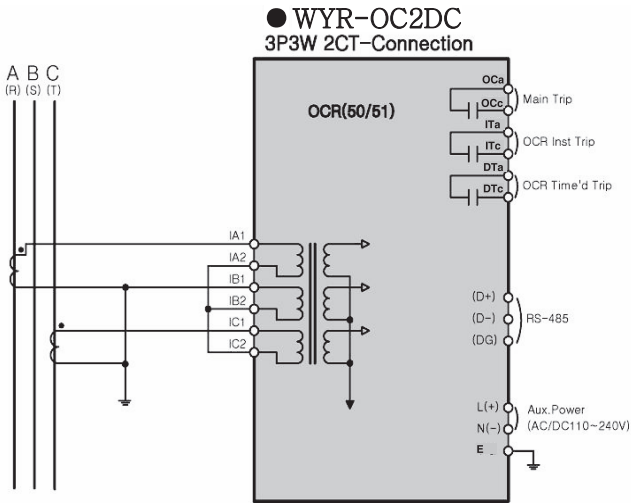 ● WYR-OC2DC
3P3W 2CT-Connection
A B C
(R) (S) (T)
OCR(50/51)
OCa
OCc
Main Trip
ITa
ITc
OCR Inst Trip
DTa
DTc
OCR Time'd Trip
IA1
IA2
IB1
IB2
IC1
IC2
(D+)
(D-)
(DG)
RS-485
L(+)
N(-)
Aux.Power
(AC/DC110~240V)
E